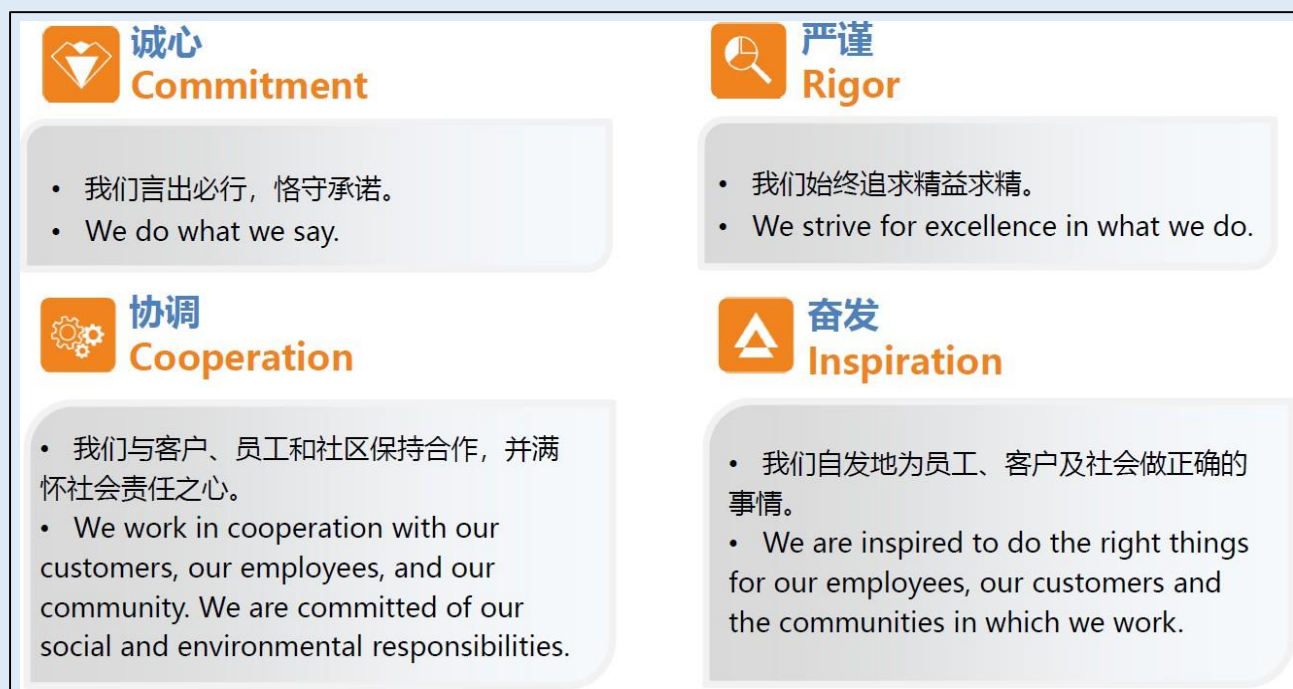 诚心
Commitment
• 我们言出必行，恪守承诺。
• We do what we say.
严谨
Rigor
• 我们始终追求精益求精。
• We strive for excellence in what we do.
协调
Cooperation
• 我们与客户、员工和社区保持合作，并满
怀社会责任之心。
• We work in cooperation with our
customers, our employees, and our
community. We are committed of our
social and environmental responsibilities.
奋发
Inspiration
• 我们自发地为员工、客户及社会做正确的
事情。
• We are inspired to do the right things
for our employees, our customers and
the communities in which we work.